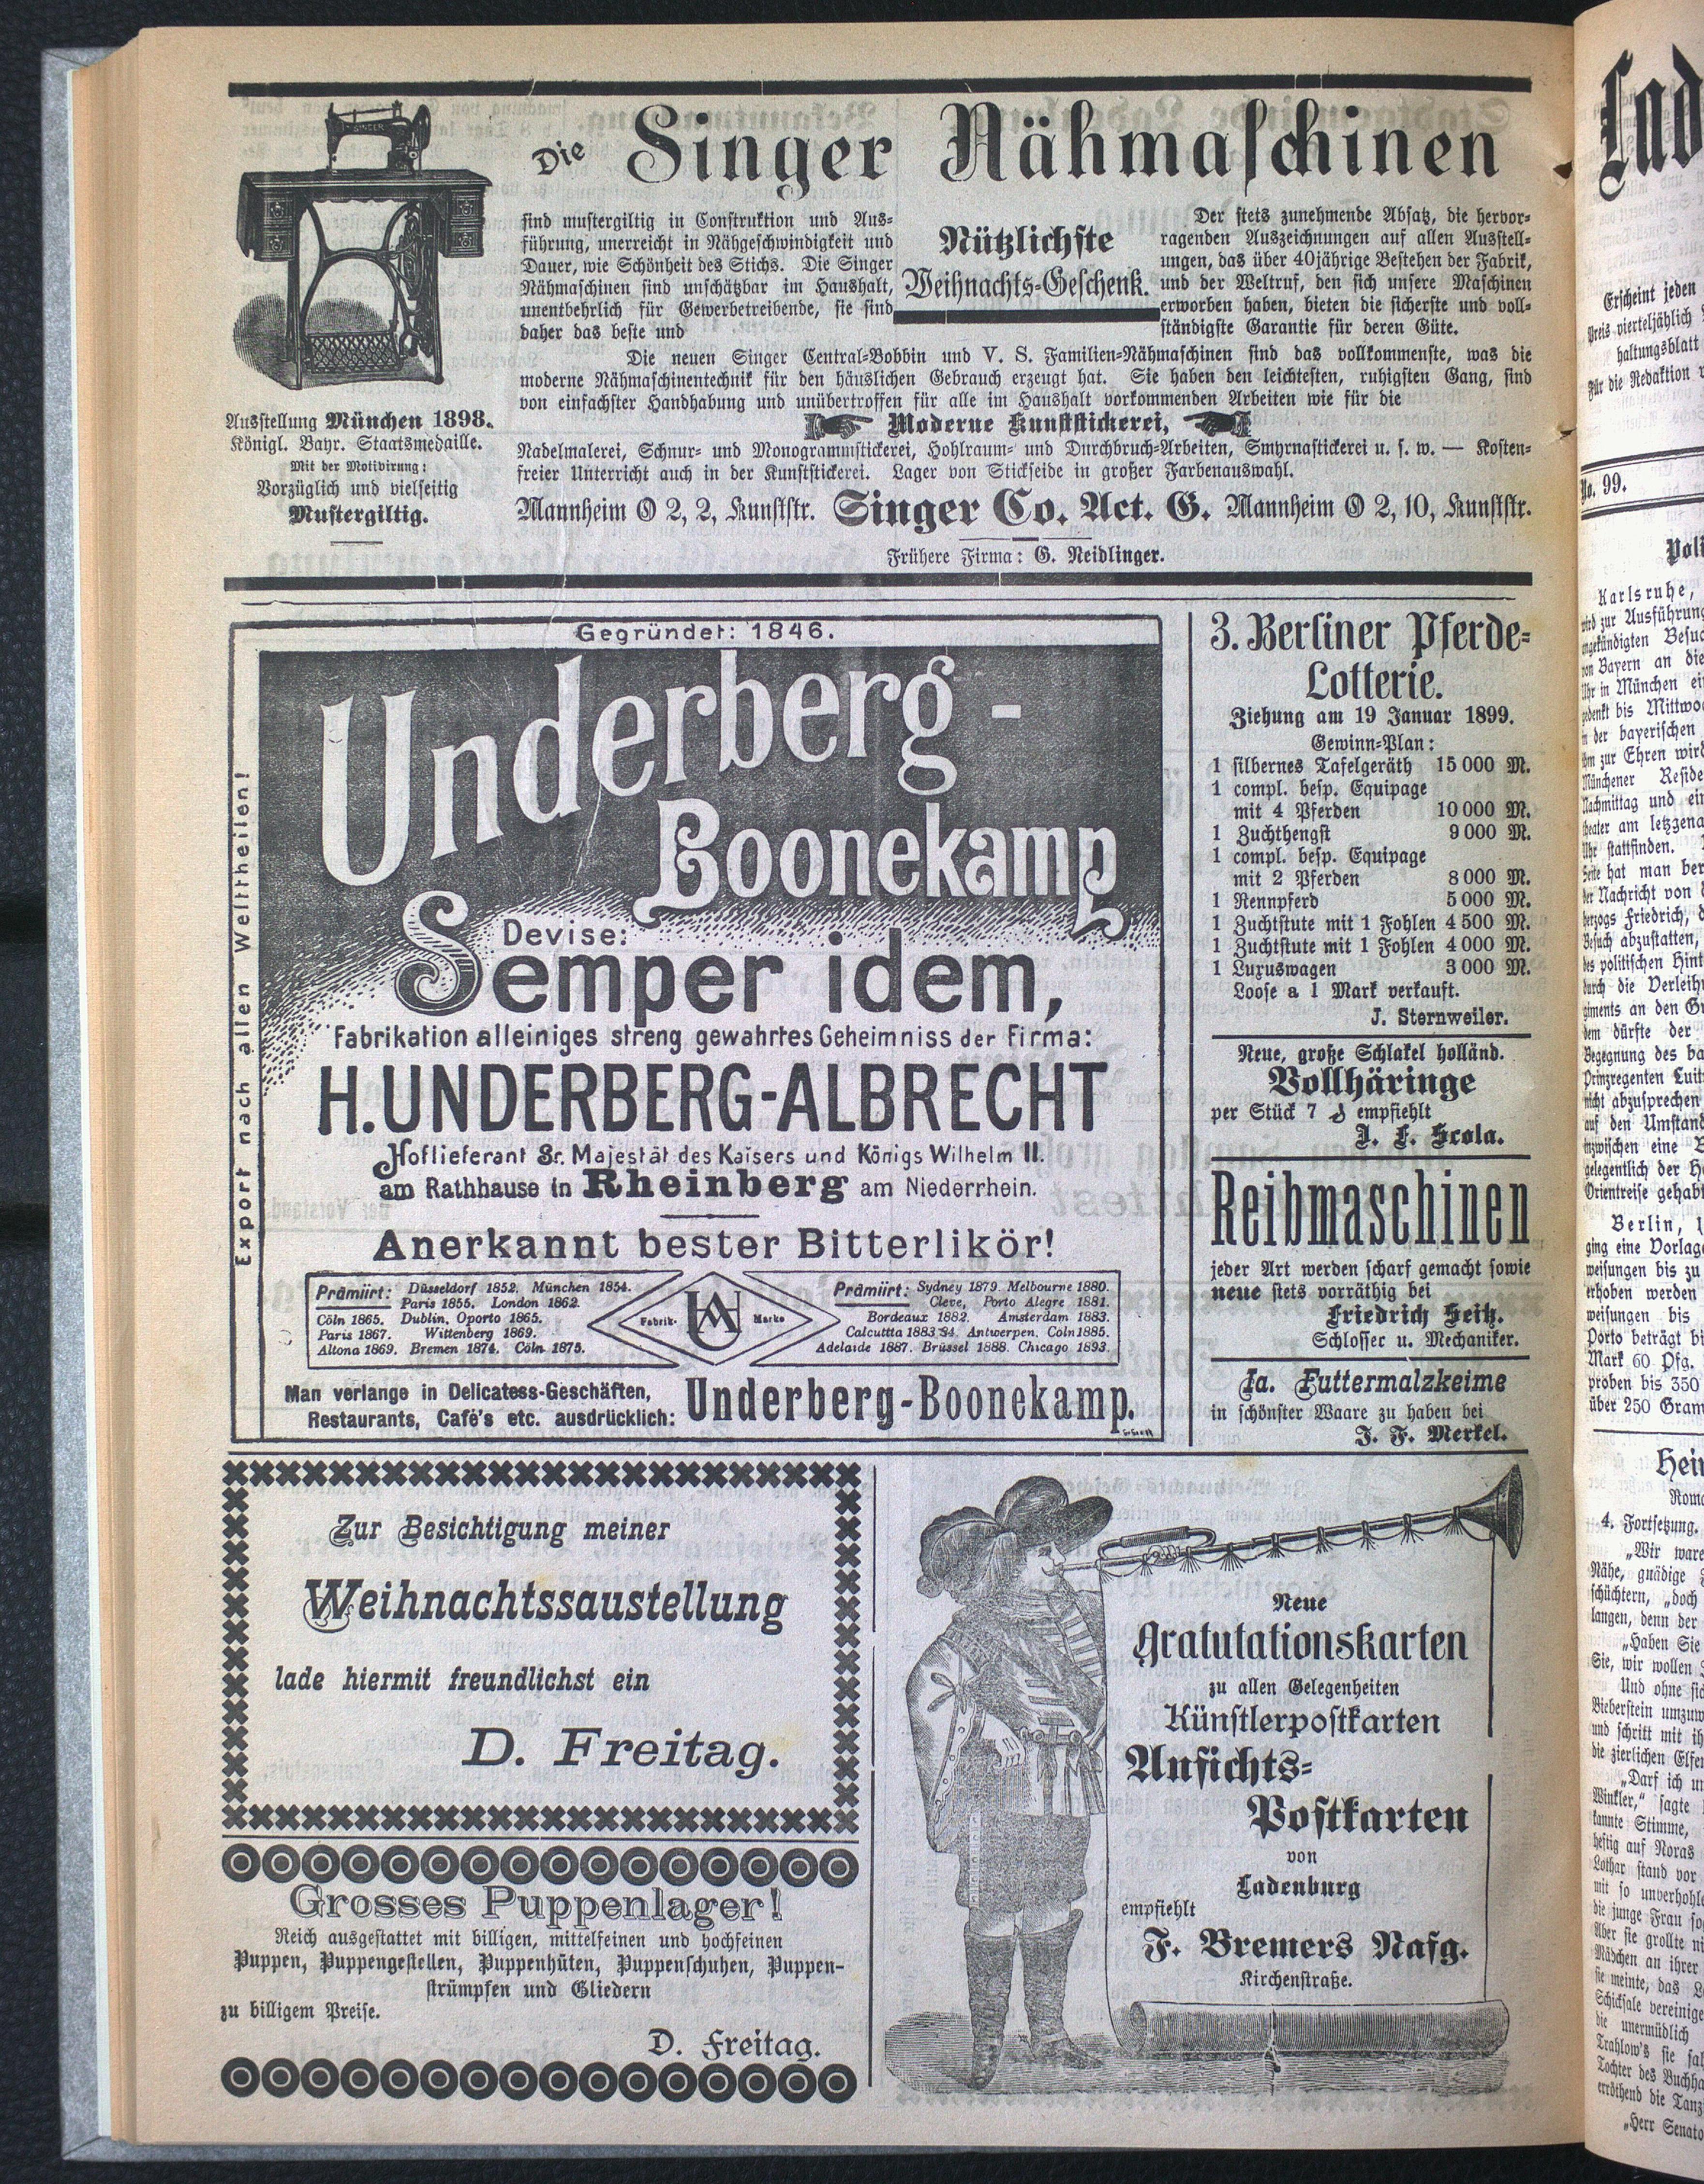 SINGER
Die Singer Nähmaschinen
sind mustergiltig in Construktion und Aus-
führung, unerreicht in Nähgeschwindigkeit und
Dauer, wie Schönheit des Stichs. Die Singer
Nähmaschinen sind unschätzbar im Haushalt,
unentbehrlich für Gewerbetreibende, sie sind
daher das beste und
Nützlichste
Weihnachts-Geschenk.
Der stets zunehmende Absatz, die hervor-
ragenden Auszeichnungen auf allen Ausstell-
ungen, das über 40jährige Bestehen der Fabrik,
und der Weltruf, den sich unsere Maschinen
erworben haben, bieten die sicherste und voll-
ständigste Garantie für deren Güte.
Die neuen Singer Central-Bobbin und V. S. Familien-Nähmaschinen sind das vollkommenste, was die
moderne Nähmaschinentechnik für den häuslichen Gebrauch erzeugt hat. Sie haben den leichtesten, ruhigsten Gang, sind
von einfachster Handhabung und unübertroffen für alle im Haushalt vorkommenden Arbeiten wie für die
Moderne Kunststickerei,
Nadelmalerei, Schnur- und Monogrammstickerei, Hohlraum- und Durchbruch-Arbeiten, Smyrnastickerei u. s. w. — Kosten-
freier Unterricht auch in der Kunststickerei. Lager von Stickseide in großer Farbenauswahl.
Mannheim O 2, 2, Kunststr. Singer Co. Act. G. Mannheim O 2, 10, Kunststr.
Frühere Firma: G. Neidlinger.
Ausstellung München 1898.
Königl. Bayr. Staatsmedaille.
Mit der Motivirung:
Vorzüglich und vielseitig
Mustergiltig.
Gegründet: 1846.
Export nach allen Welttheilen!
Underberg-
Boonekamp
Devise:
Semper idem,
Fabrikation alleiniges streng gewahrtes Geheimniss der Firma:
H. UNDERBERG-ALBRECHT
Hoflieferant Sr. Majestät des Kaisers und Königs Wilhelm II.
am Rathhause in Rheinberg am Niederrhein.
Anerkannt bester Bitterlikör!
Prämiirt: Düsseldorf 1852. München 1854.
Paris 1855. London 1862.
Cöln 1865. Dublin, Oporto 1865.
Paris 1867. Wittenberg 1869.
Altona 1869. Bremen 1874. Cöln 1875.
Fabrik- Marke
Prämiirt: Sydney 1879. Melbourne 1880.
Cleve, Porto Alegre 1881.
Bordeaux 1882. Amsterdam 1883.
Calcuttta 1883/84. Antwerpen, Cöln 1885.
Adelaide 1887. Brüssel 1888. Chicago 1893.
Man verlange in Delicatess-Geschäften,
Restaurants, Café's etc. ausdrücklich:
Underberg-Boonekamp.
3. Berliner Pferde-
Lotterie.
Ziehung am 19 Januar 1899.
Gewinn-Plan:
1 silbernes Tafelgeräth 15 000 M.
1 compl. besp. Equipage
mit 4 Pferden 10 000 M.
1 Zuchthengst 9 000 M.
1 compl. besp. Equipage
mit 2 Pferden 8 000 M.
1 Rennpferd 5 000 M.
1 Zuchtstute mit 1 Fohlen 4 500 M.
1 Zuchtstute mit 1 Fohlen 4 000 M.
1 Luxuswagen 3 000 M.
Loose a 1 Mark verkauft.
J. Sternweiler.
Neue, große Schlakel holländ.
Vollhäringe
per Stück 7 ₰ empfiehlt
A. L. Scola.
Reibmaschinen
jeder Art werden scharf gemacht sowie
neue stets vorräthig bei
Friedrich Seitz.
Schlosser u. Mechaniker.
Ia. Futtermalzkeime
in schönster Waare zu haben bei
J. F. Merkel.
Zur Besichtigung meiner
Weihnachtssaustellung
lade hiermit freundlichst ein
D. Freitag.
Grosses Puppenlager!
Reich ausgestattet mit billigen, mittelfeinen und hochfeinen
Puppen, Puppengestellen, Puppenhüten, Puppenschuhen, Puppen-
strümpfen und Gliedern
zu billigem Preise.
D. Freitag.
Neue
Gratutationskarten
zu allen Gelegenheiten
Künstlerpostkarten
Ansichts-
Postkarten
von
Ladenburg
empfiehlt
F. Bremers Nafg.
Kirchenstraße.
Lad
Erscheint jeden
Preis vierteljährlich
haltungsblatt
Für die Redaktion
No. 99.
Karlsruhe,
Berlin, 1
4. Fortsetzung.